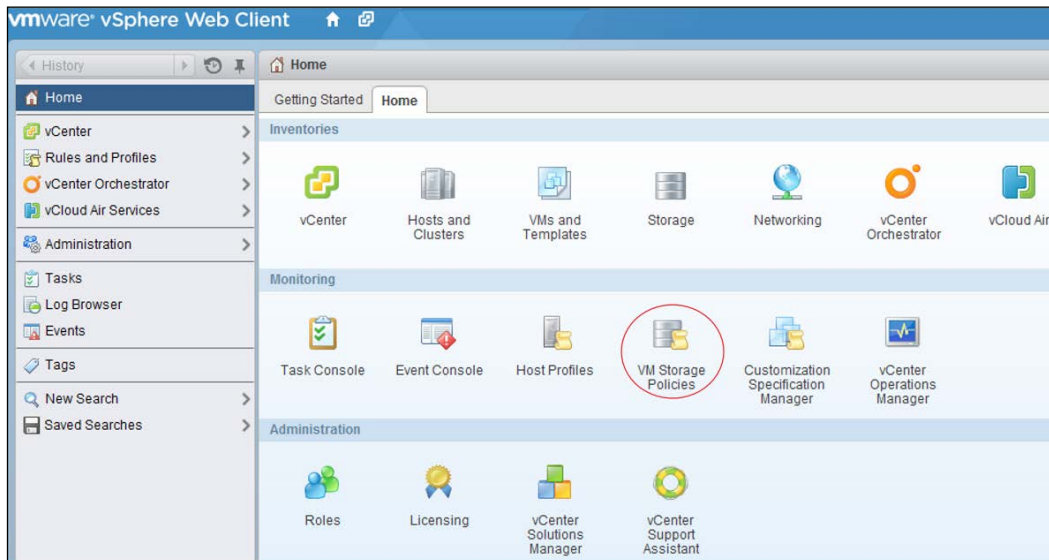 vmware vSphere Web Client
History
Home
vCenter
Rules and Profiles
vCenter Orchestrator
vCloud Air Services
Administration
Tasks
Log Browser
Events
Tags
New Search
Saved Searches
Home
Getting Started Home
Inventories
vCenter
Hosts and
Clusters
VMs and
Templates
Storage
Networking
vCenter
Orchestrator
vCloud Air
Monitoring
Task Console
Event Console
Host Profiles
VM Storage
Policies
Customization
Specification
Manager
vCenter
Operations
Manager
Administration
Roles
Licensing
vCenter
Solutions
Manager
vCenter
Support
Assistant